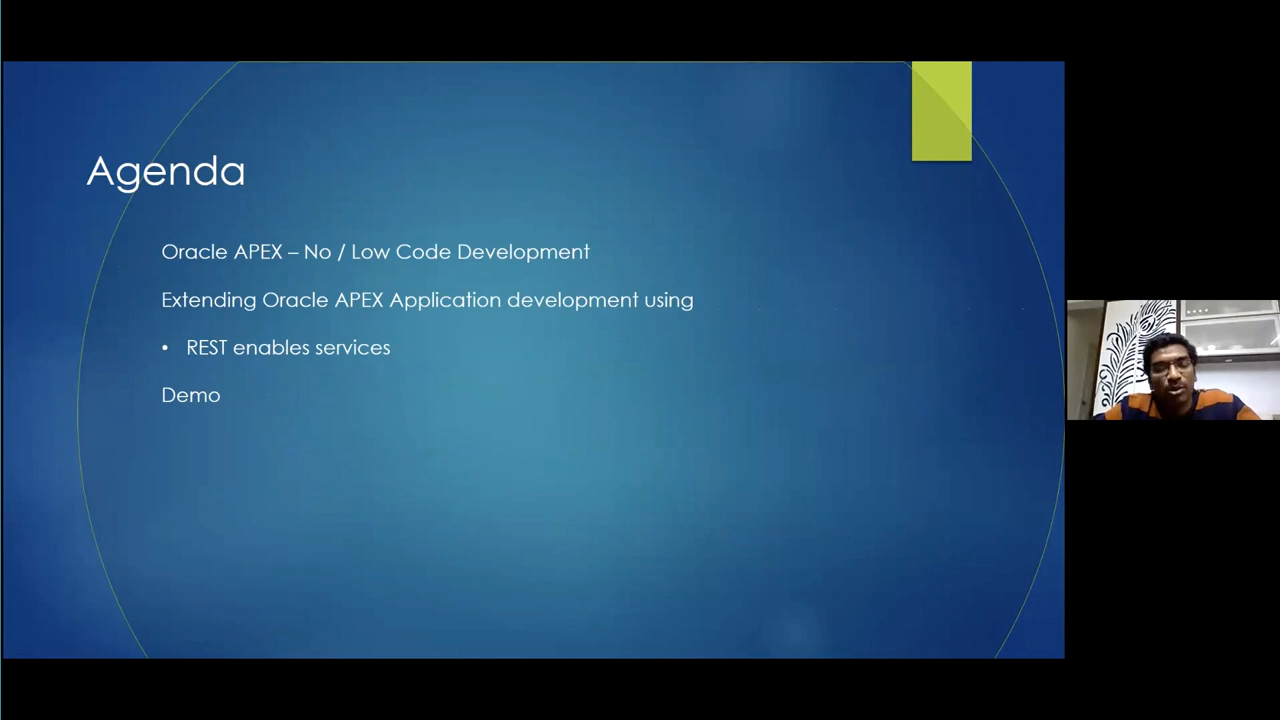 Agenda
Oracle APEX – No / Low Code Development
Extending Oracle APEX Application development using
• REST enables services
Demo